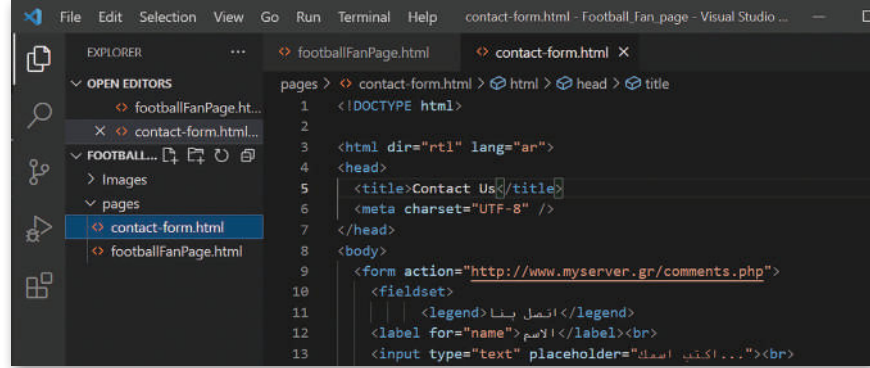 File Edit Selection View Go Run Terminal Help contact-form.html - Football_Fan_page - Visual Studio ...
EXPLORER ...
OPEN EDITORS
footballFanPage.ht...
contact-form.html...
FOOTBALL...
Images
pages
contact-form.html
footballFanPage.html
footballFanPage.html contact-form.html
pages > contact-form.html > html > head > title
1 <!DOCTYPE html>
2
3 <html dir="rtl" lang="ar">
4 <head>
5 <title>Contact Us</title>
6 <meta charset="UTF-8" />
7 </head>
8 <body>
9 <form action="http://www.myserver.gr/comments.php">
10 <fieldset>
11 <legend>اتصل بنا</legend>
12 <label for="name">الاسم</label><br>
13 <input type="text" placeholder="اكتب اسمك..."><br>